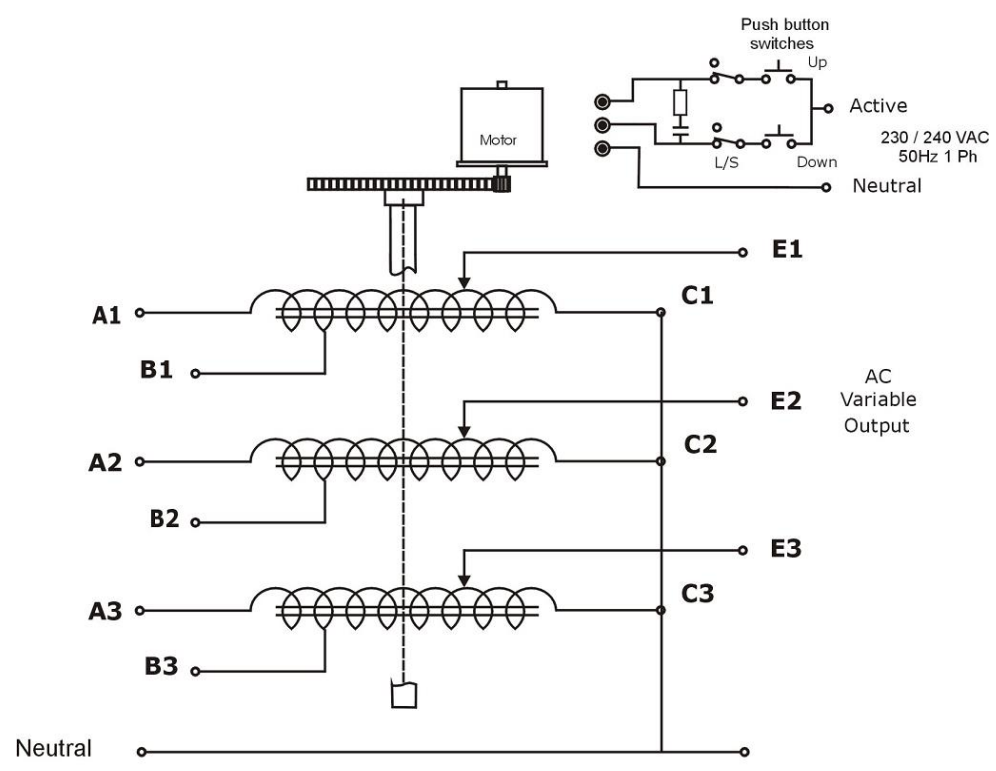 Push button
switches
Up
Motor
Active
230 / 240 VAC
50Hz 1 Ph
L/S
Down
Neutral
E1
C1
A1
B1
AC
Variable
Output
E2
C2
A2
B2
E3
C3
A3
B3
Neutral